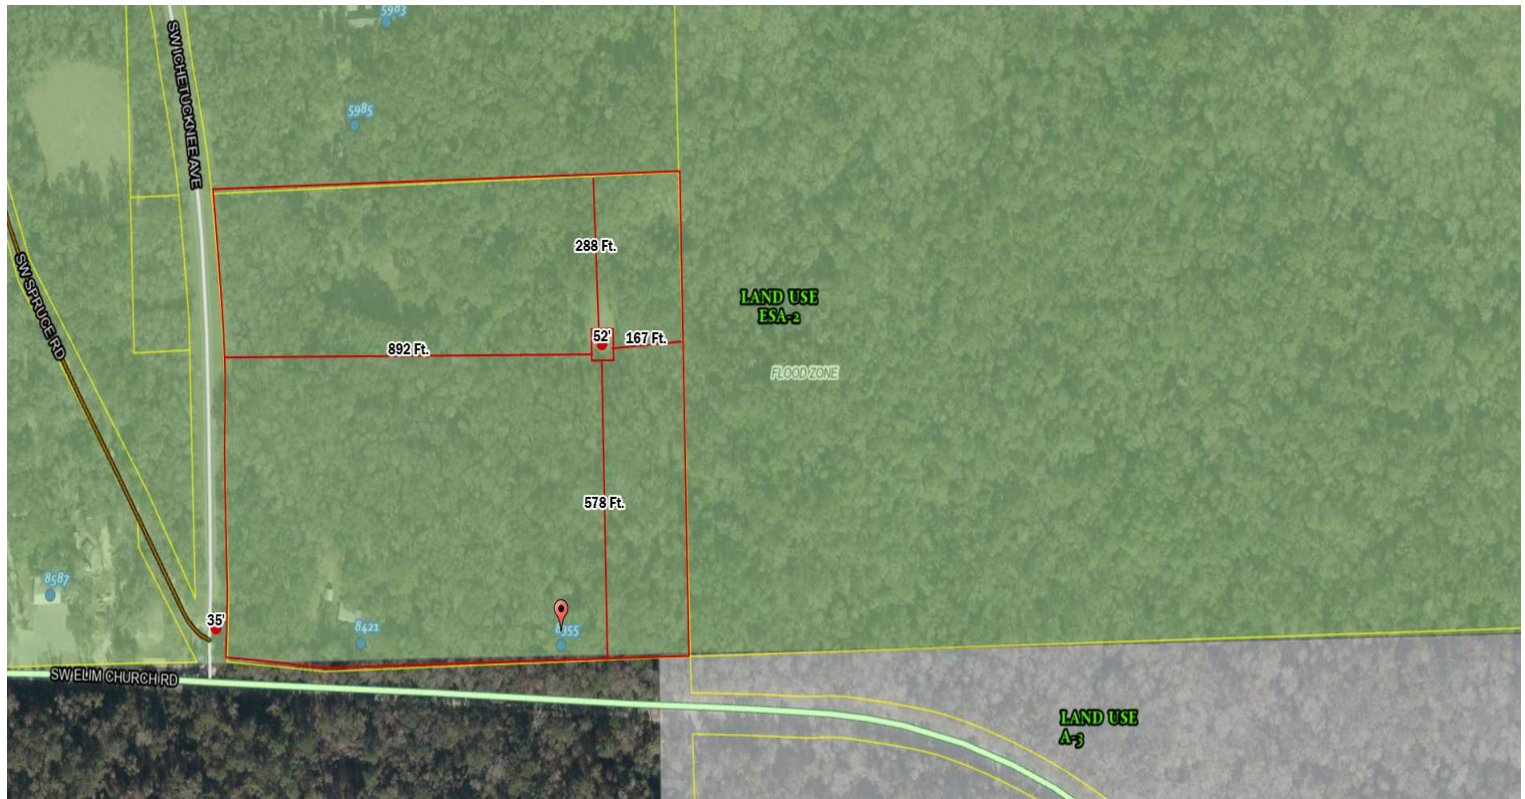 5983
SW ICHETUCKNEE AVE
5985
288 Ft.
SW SPRUCE RD
LAND USE
ESA-2
52'
167 Ft.
892 Ft.
FLOOD ZONE
578 Ft.
8587
35'
8421
8355
SW ELIM CHURCH RD
LAND USE
A-3